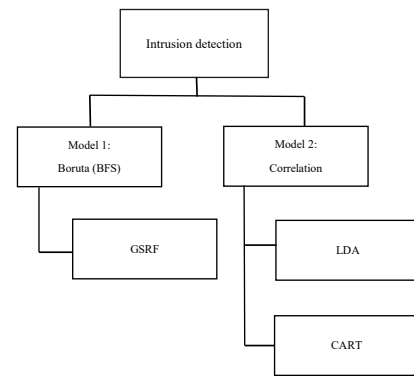 Intrusion detection
Model 1:
Boruta (BFS)
Model 2:
Correlation
GSRF
LDA
CART